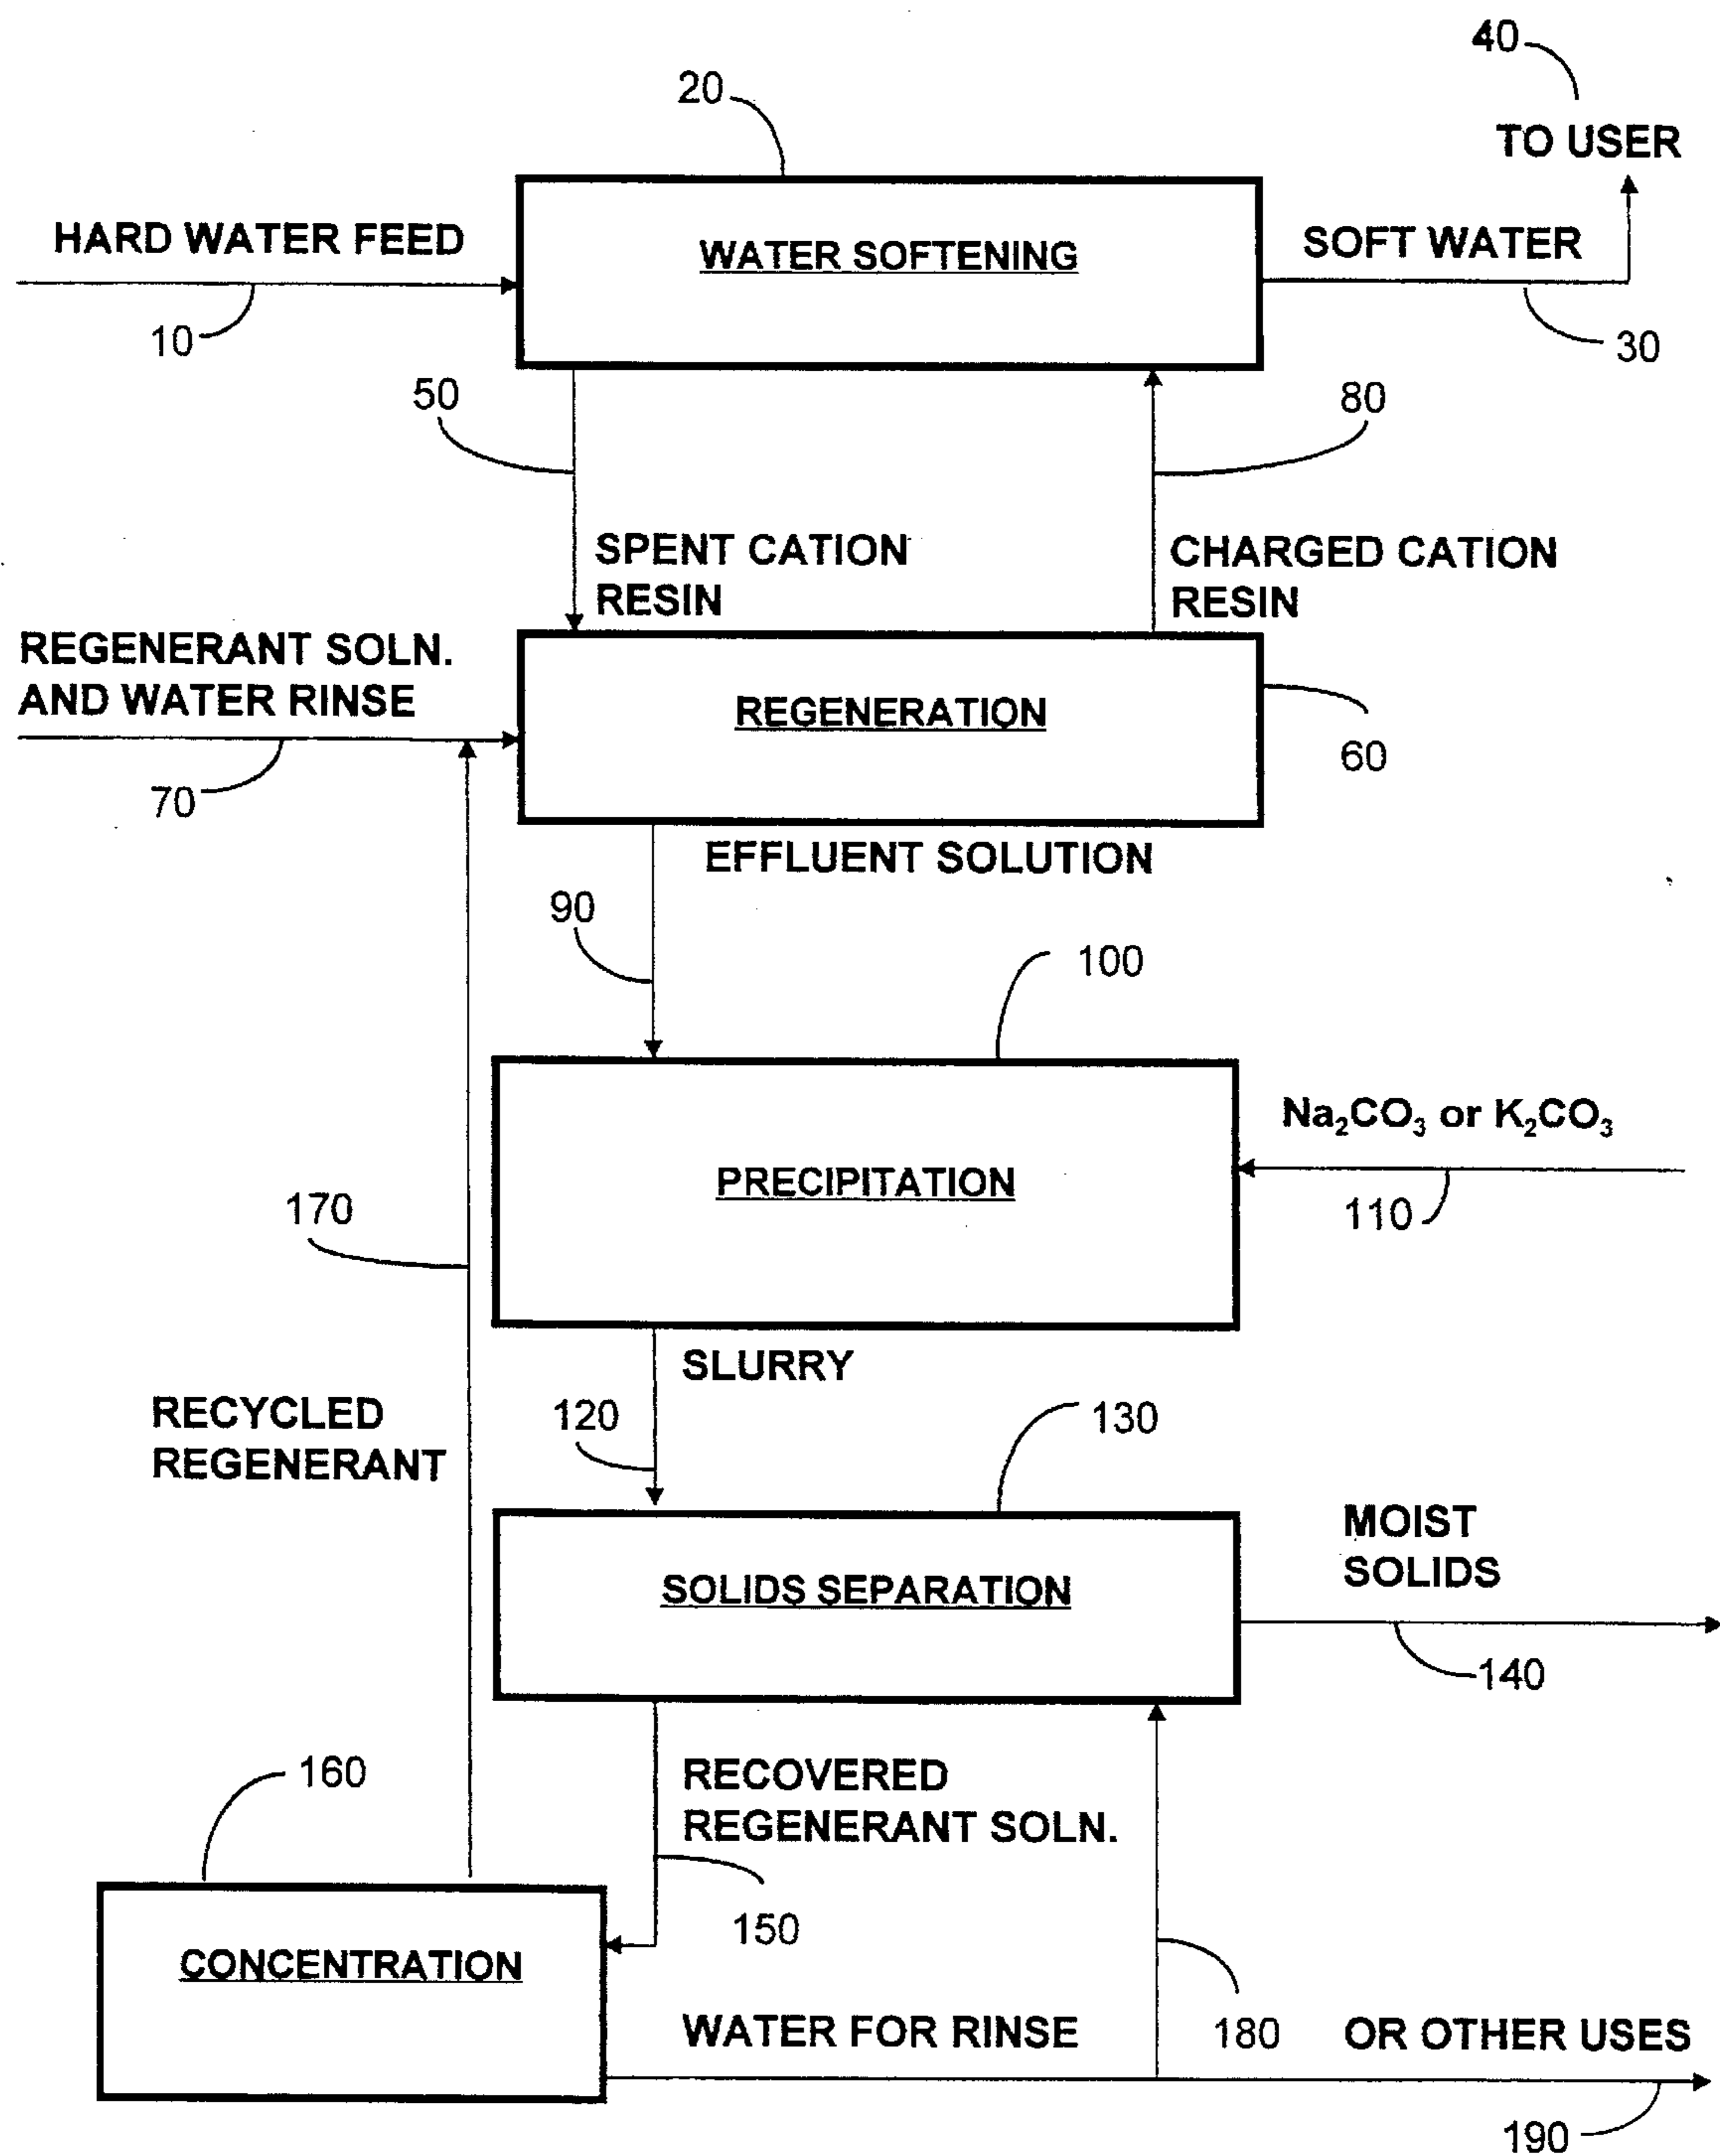 40
20
TO USER
HARD WATER FEED
WATER SOFTENING
SOFT WATER
10
30
50
80
SPENT CATION
RESIN
CHARGED CATION
RESIN
REGENERANT SOLN.
AND WATER RINSE
REGENERATION
70
60
EFFLUENT SOLUTION
90
100
Na₂CO₃ or K₂CO₃
PRECIPITATION
170
110
SLURRY
RECYCLED
REGENERANT
120
130
MOIST
SOLIDS
SOLIDS SEPARATION
140
160
RECOVERED
REGENERANT SOLN.
150
CONCENTRATION
WATER FOR RINSE
180
OR OTHER USES
190